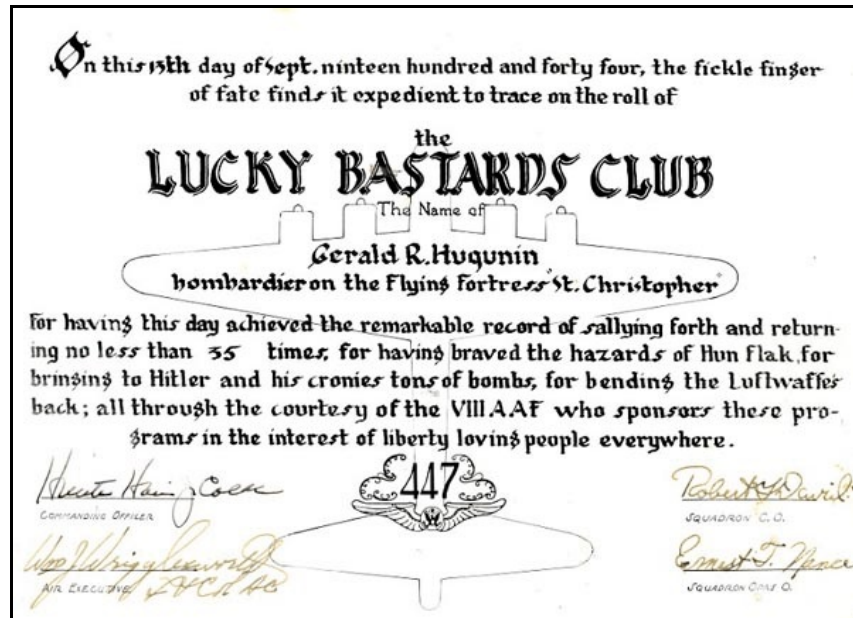 On this 13th day of Sept. nineteen hundred and forty four, the fickle finger
of fate finds it expedient to trace on the roll of
the
LUCKY BASTARDS CLUB
The Name of
Gerald R. Hugunin
bombardier on the Flying Fortress "St. Christopher"
For having this day achieved the remarkable record of sallying forth and return-
ing no less than 35 times, for having braved the hazards of Hun Flak, for
bringing to Hitler and his cronies tons of bombs, for bending the Luftwaffe's
back; all through the courtesy of the VIII AAF who sponsors these pro-
grams in the interest of liberty loving people everywhere.
447
COMMANDING OFFICER
Robert
SQUADRON C.O.
AIR EXECUTIVE
Ernest T. Nance
SQUADRON OPNS O.